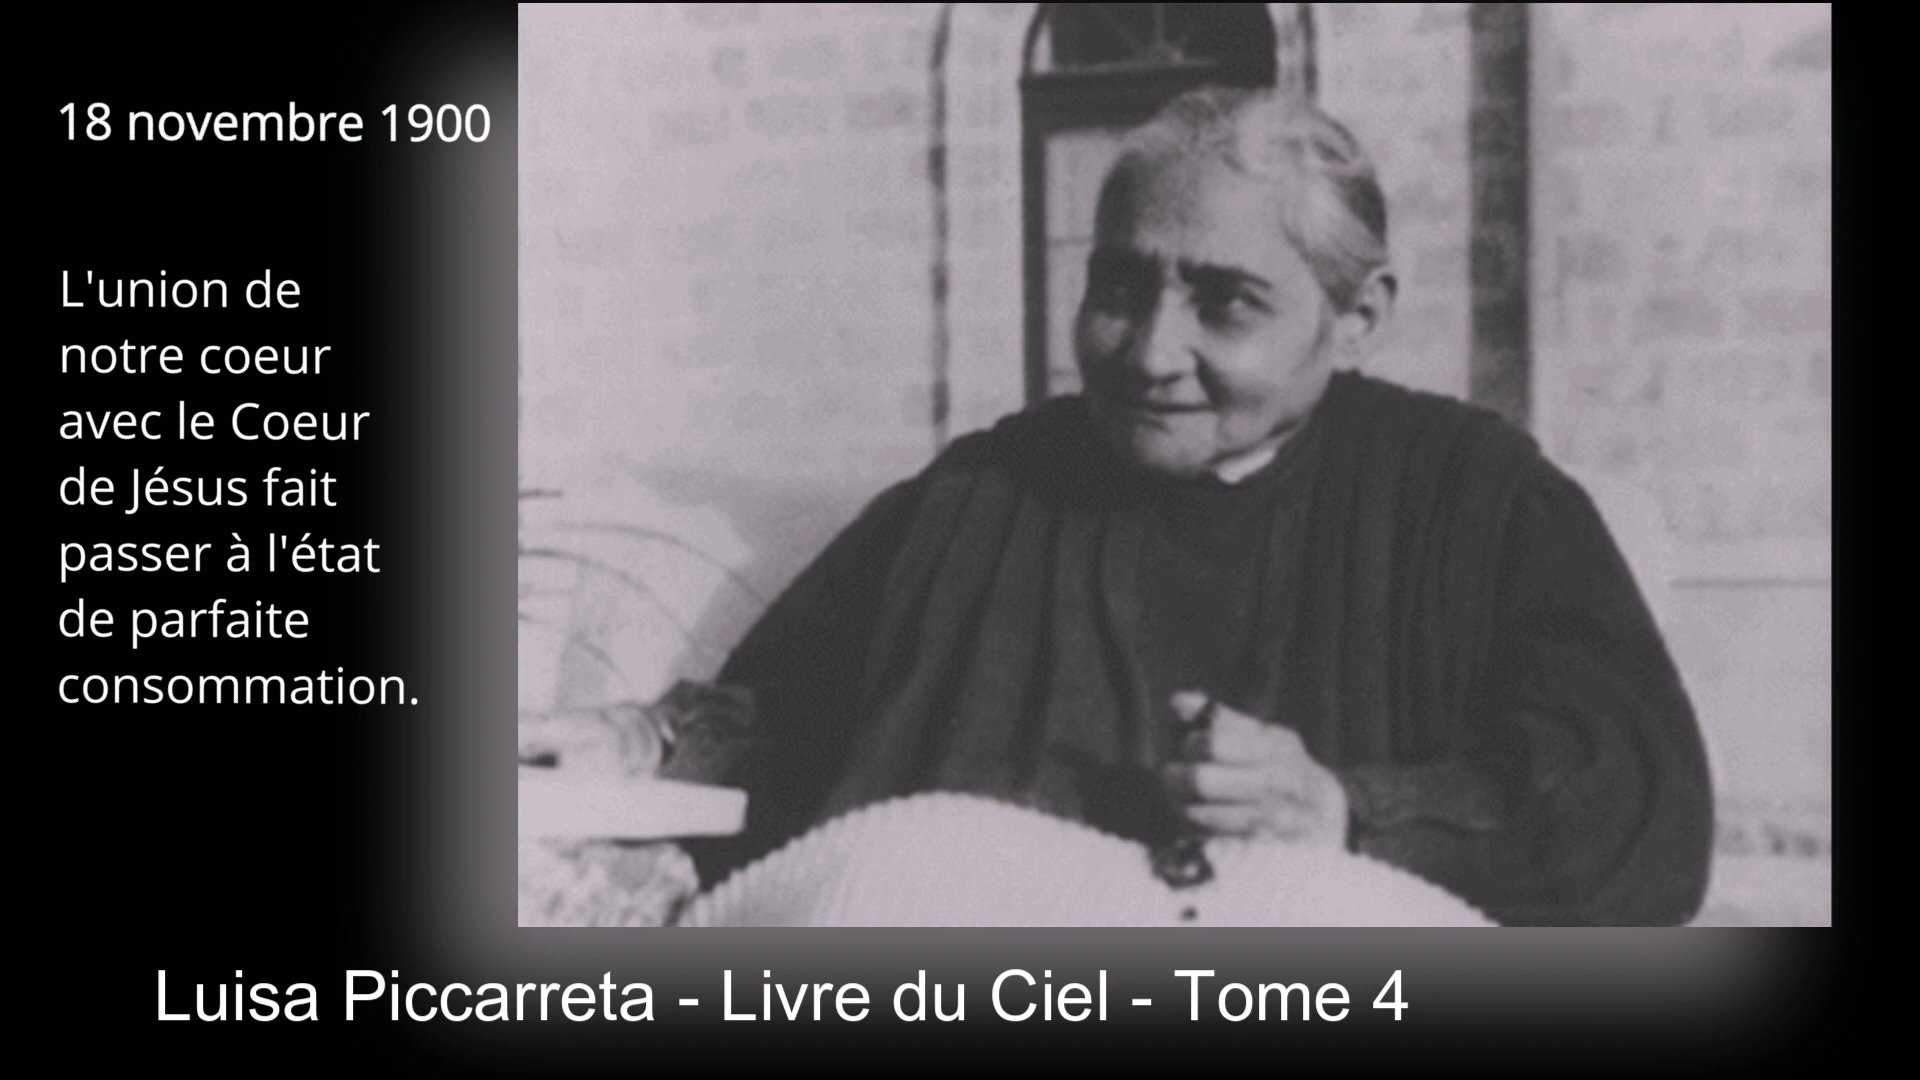 18 novembre 1900
L'union de
notre coeur
avec le Coeur
de Jésus fait
passer à l'état
de parfaite
consommation.
Luisa Piccarreta - Livre du Ciel - Tome 4